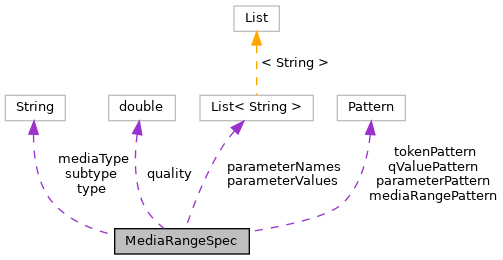 List
< String >
String
double
List< String >
Pattern
mediaType
subtype
type
quality
parameterNames
parameterValues
tokenPattern
qValuePattern
parameterPattern
mediaRangePattern
MediaRangeSpec